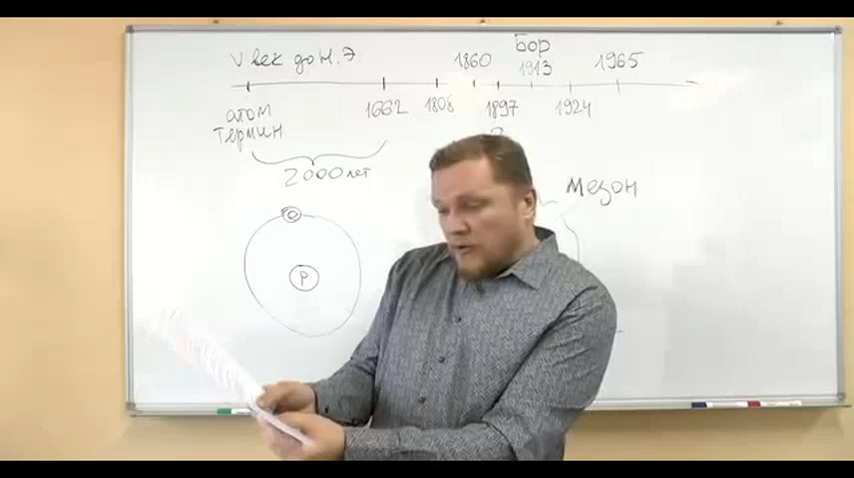 V век до н.э.
1860
Бор
1913
1965
атом
термин
1662
1808
1897
1924
2000 лет
мезон
P